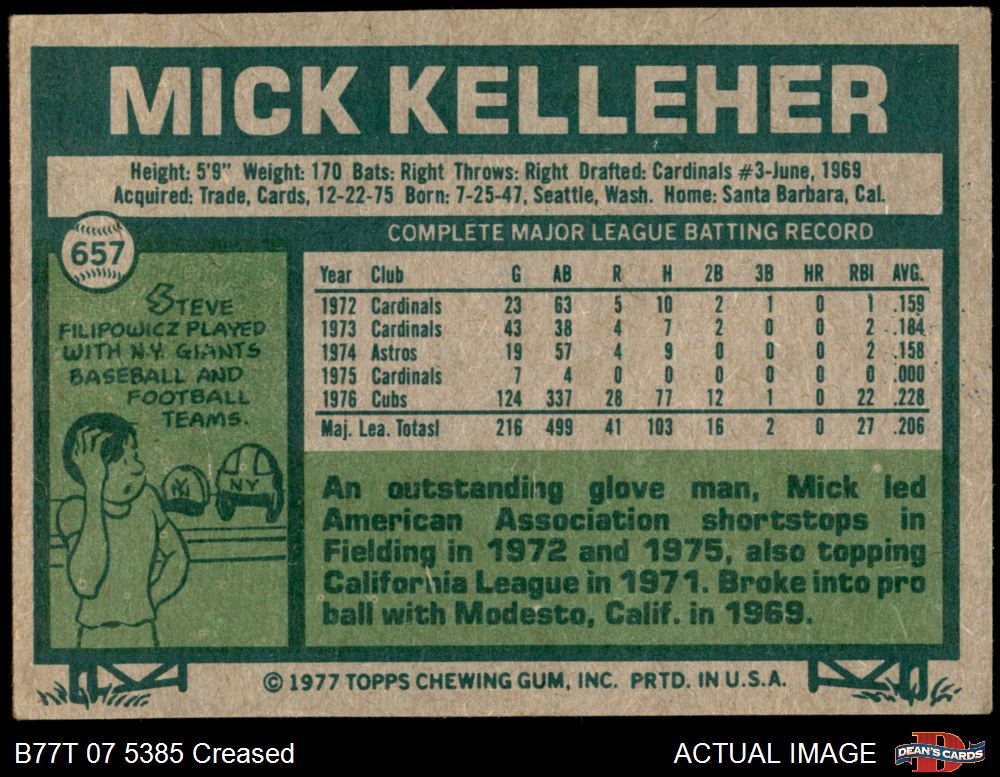 MICK KELLEHER
Height: 5'9" Weight: 170 Bats: Right Throws: Right Drafted: Cardinals #3-June, 1969
Acquired: Trade, Cards, 12-22-75 Born: 7-25-47, Seattle, Wash. Home: Santa Barbara, Cal.
657
STEVE
FILIPOWICZ PLAYED
WITH N.Y. GIANTS
BASEBALL AND
FOOTBALL
TEAMS.
NY
NY
COMPLETE MAJOR LEAGUE BATTING RECORD
Year Club G AB R H 2B 3B HR RBI AVG.
1972 Cardinals 23 63 5 10 2 1 0 1 .159
1973 Cardinals 43 38 4 7 2 0 0 2 .184
1974 Astros 19 57 4 9 0 0 0 2 .158
1975 Cardinals 7 4 0 0 0 0 0 0 .000
1976 Cubs 124 337 28 77 12 1 0 22 .228
Maj. Lea. Totasl 216 499 41 103 16 2 0 27 .206
An outstanding glove man, Mick led
American Association shortstops in
Fielding in 1972 and 1975, also topping
California League in 1971. Broke into pro
ball with Modesto, Calif. in 1969.
© 1977 TOPPS CHEWING GUM, INC. PRTD. IN U.S.A.
B77T 07 5385 Creased
ACTUAL IMAGE
D
DEAN'S CARDS